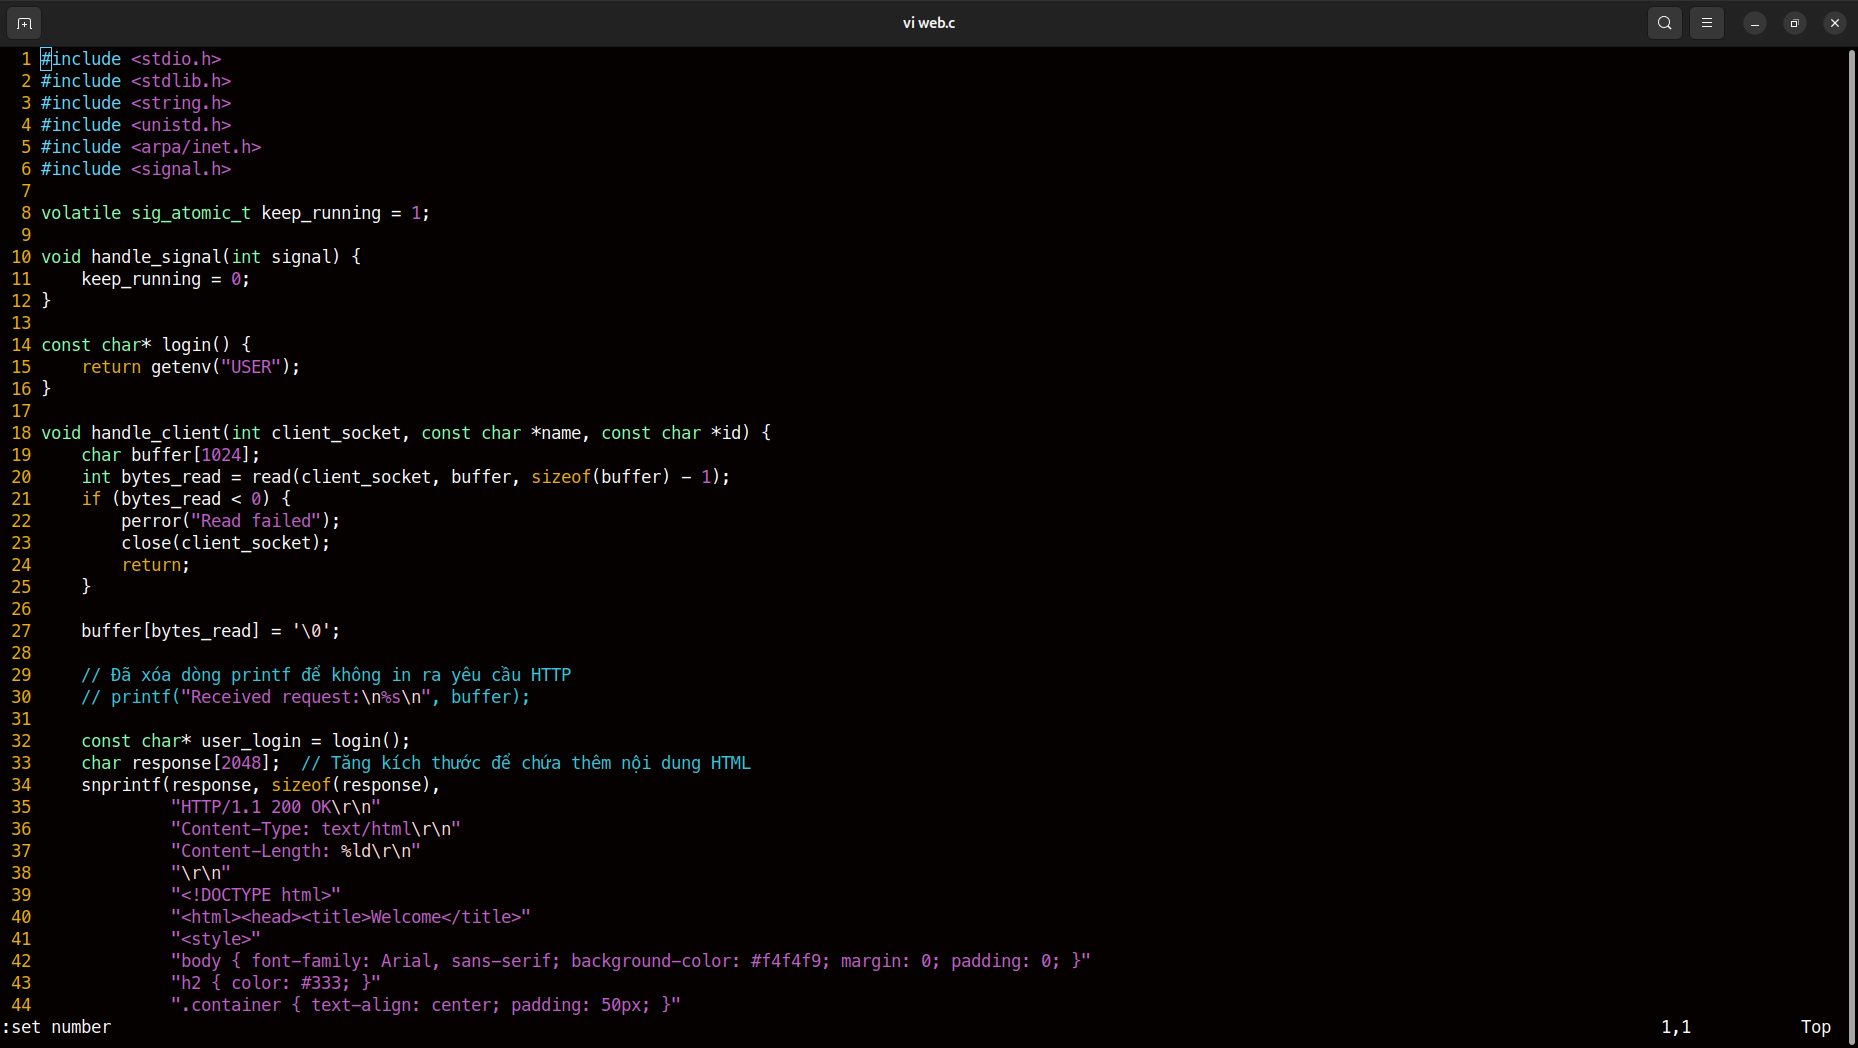 vi web.c
1 #include <stdio.h>
2 #include <stdlib.h>
3 #include <string.h>
4 #include <unistd.h>
5 #include <arpa/inet.h>
6 #include <signal.h>
7
8 volatile sig_atomic_t keep_running = 1;
9
10 void handle_signal(int signal) {
11     keep_running = 0;
12 }
13
14 const char* login() {
15     return getenv("USER");
16 }
17
18 void handle_client(int client_socket, const char *name, const char *id) {
19     char buffer[1024];
20     int bytes_read = read(client_socket, buffer, sizeof(buffer) - 1);
21     if (bytes_read < 0) {
22         perror("Read failed");
23         close(client_socket);
24         return;
25     }
26
27     buffer[bytes_read] = '\0';
28
29     // Đã xóa dòng printf để không in ra yêu cầu HTTP
30     // printf("Received request:\n%s\n", buffer);
31
32     const char* user_login = login();
33     char response[2048];  // Tăng kích thước để chứa thêm nội dung HTML
34     snprintf(response, sizeof(response),
35              "HTTP/1.1 200 OK\r\n"
36              "Content-Type: text/html\r\n"
37              "Content-Length: %ld\r\n"
38              "\r\n"
39              "<!DOCTYPE html>"
40              "<html><head><title>Welcome</title>"
41              "<style>"
42              "body { font-family: Arial, sans-serif; background-color: #f4f4f9; margin: 0; padding: 0; }"
43              "h2 { color: #333; }"
44              ".container { text-align: center; padding: 50px; }"
:set number 1,1 Top